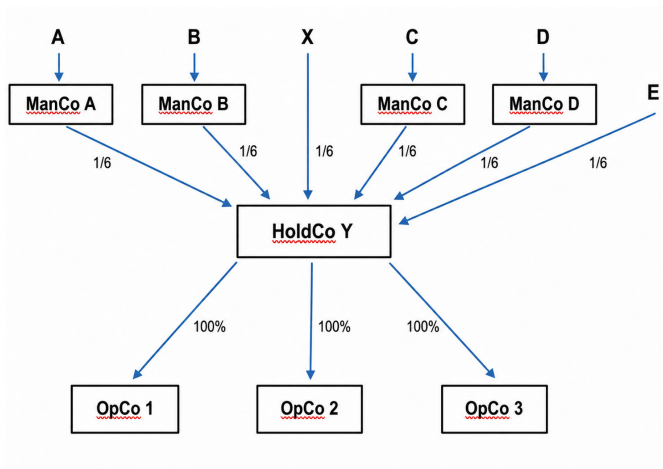 A
B
X
C
D
E
ManCo A
ManCo B
ManCo C
ManCo D
1/6
1/6
1/6
1/6
1/6
1/6
HoldCo Y
100%
100%
100%
OpCo 1
OpCo 2
OpCo 3